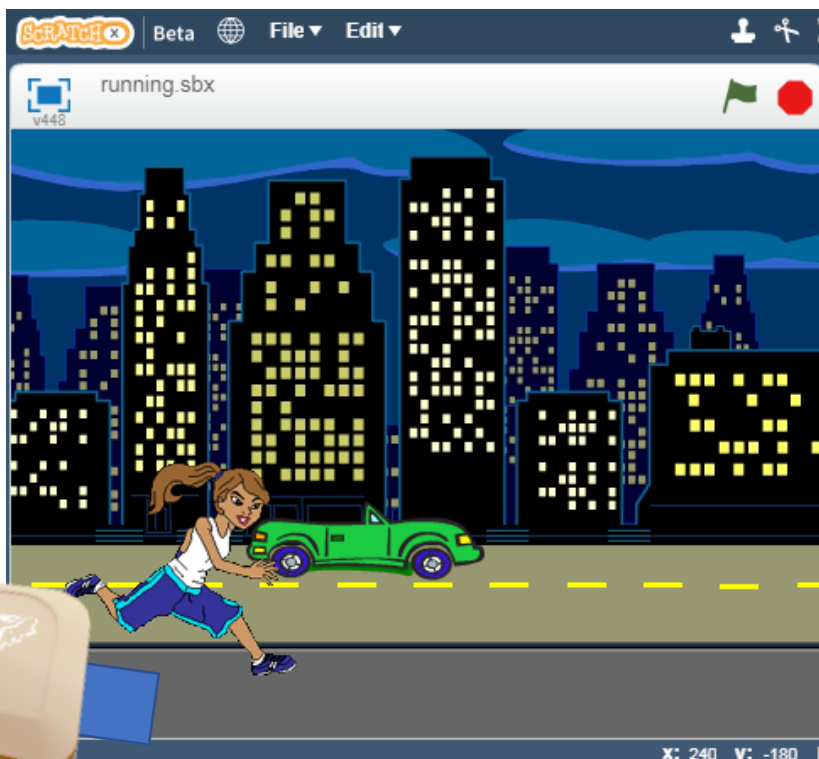 SCRATCH X Beta File ▾ Edit ▾
running.sbx
v448
X: 240 Y: -180